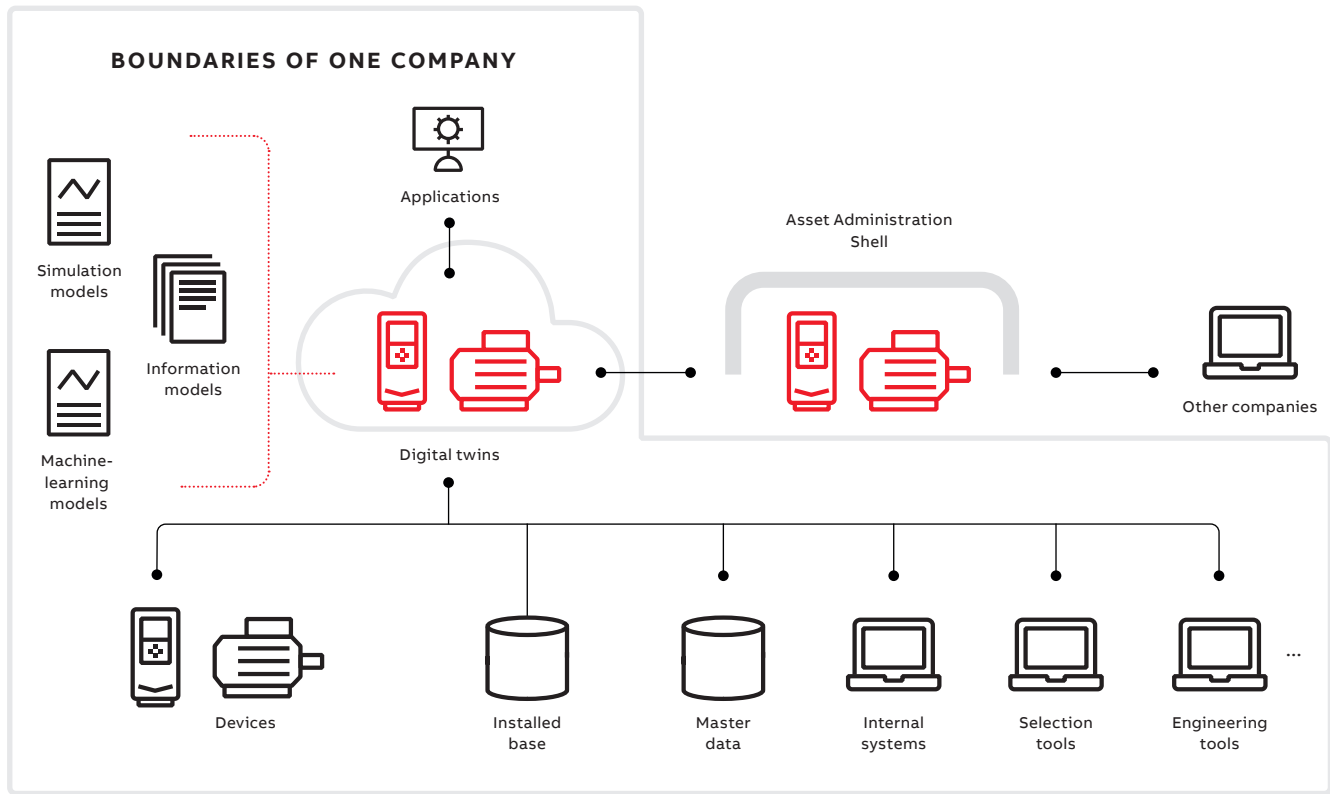 BOUNDARIES OF ONE COMPANY
Applications
Simulation
models
Information
models
Machine-
learning
models
Digital twins
Asset Administration
Shell
Other companies
Devices
Installed
base
Master
data
Internal
systems
Selection
tools
Engineering
tools
...